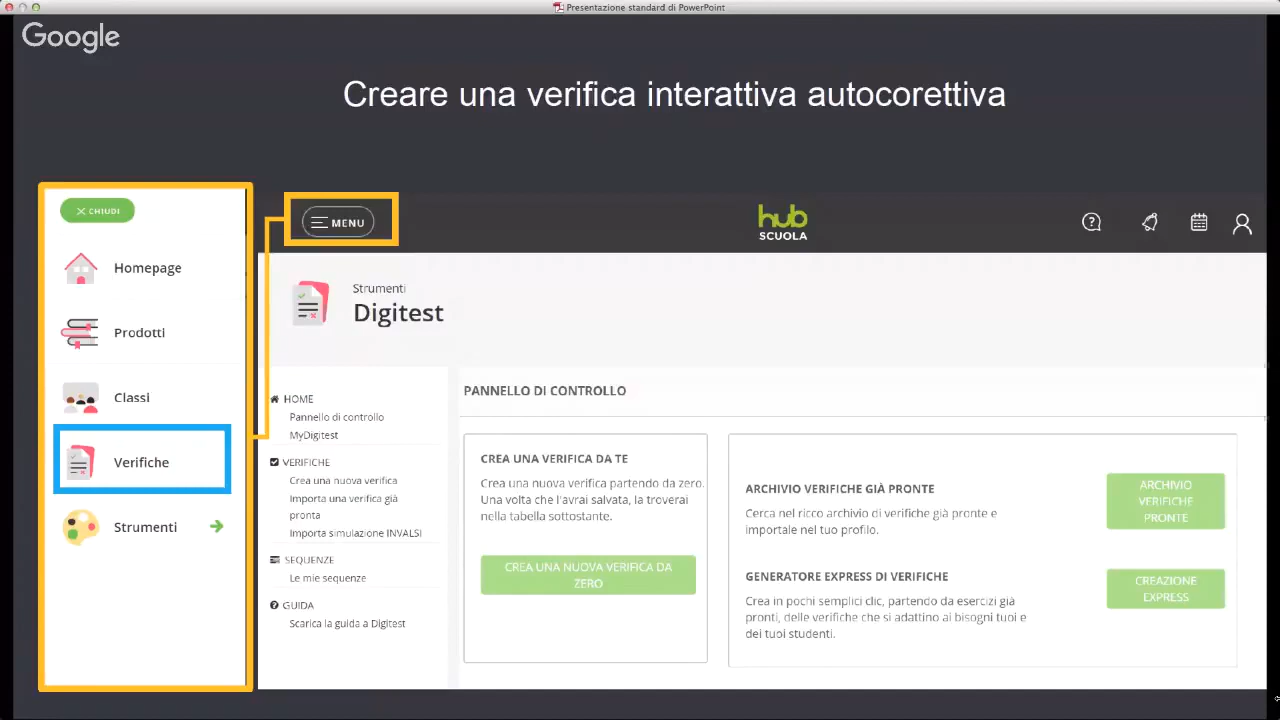 Presentazione standard di PowerPoint
Google
Creare una verifica interattiva autocorettiva
CHIUDI
Homepage
Prodotti
Classi
Verifiche
Strumenti
MENU
hub
SCUOLA
Strumenti
Digitest
HOME
Pannello di controllo
MyDigitest
VERIFICHE
Crea una nuova verifica
Importa una verifica già
pronta
Importa simulazione INVALSI
SEQUENZE
Le mie sequenze
GUIDA
Scarica la guida a Digitest
PANNELLO DI CONTROLLO
CREA UNA VERIFICA DA TE
Crea una nuova verifica partendo da zero.
Una volta che l'avrai salvata, la troverai
nella tabella sottostante.
CREA UNA NUOVA VERIFICA DA
ZERO
ARCHIVIO VERIFICHE GIÀ PRONTE
Cerca nel ricco archivio di verifiche già pronte e
importale nel tuo profilo.
ARCHIVIO
VERIFICHE
PRONTE
GENERATORE EXPRESS DI VERIFICHE
Crea in pochi semplici clic, partendo da esercizi già
pronti, delle verifiche che si adattino ai bisogni tuoi e
dei tuoi studenti.
CREAZIONE
EXPRESS